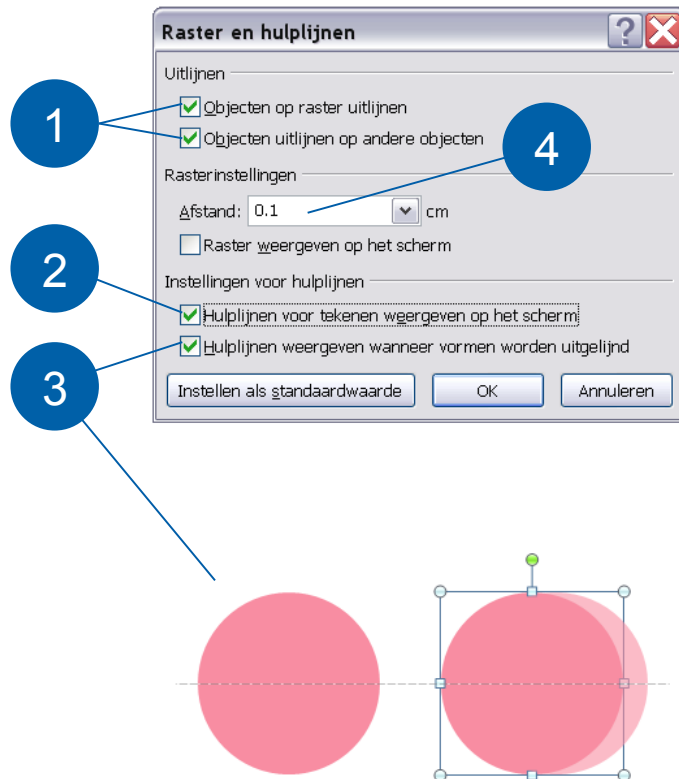 Raster en hulplijnen
Uitlijnen
Objecten op raster uitlijnen
1
Objecten uitlijnen op andere objecten
4
Rasterinstellingen
Afstand: 0.1 cm
Raster weergeven op het scherm
2
Instellingen voor hulplijnen
Hulplijnen voor tekenen weergeven op het scherm
Hulplijnen weergeven wanneer vormen worden uitgelijnd
3
Instellen als standaardwaarde OK Annuleren